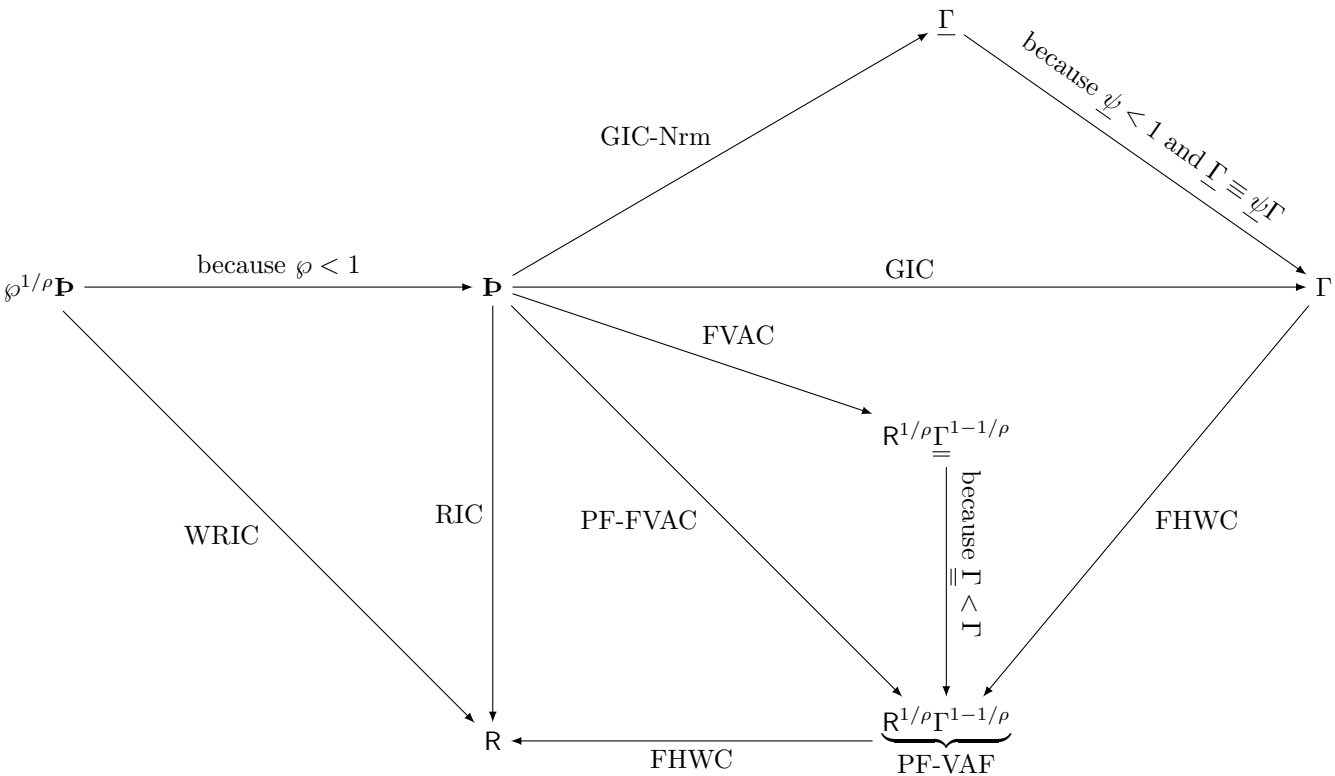 Γ̲
because ψ̲ < 1 and Γ̲ ≡ ψ̲Γ
GIC-Nrm
℘^{1/ρ}Þ
because ℘ < 1
Þ
GIC
Γ
FVAC
R^{1/ρ}Γ̳^{1−1/ρ}
because Γ̳ < Γ
WRIC
RIC
PF-FVAC
FHWC
R
FHWC
R^{1/ρ}Γ^{1−1/ρ}
PF-VAF